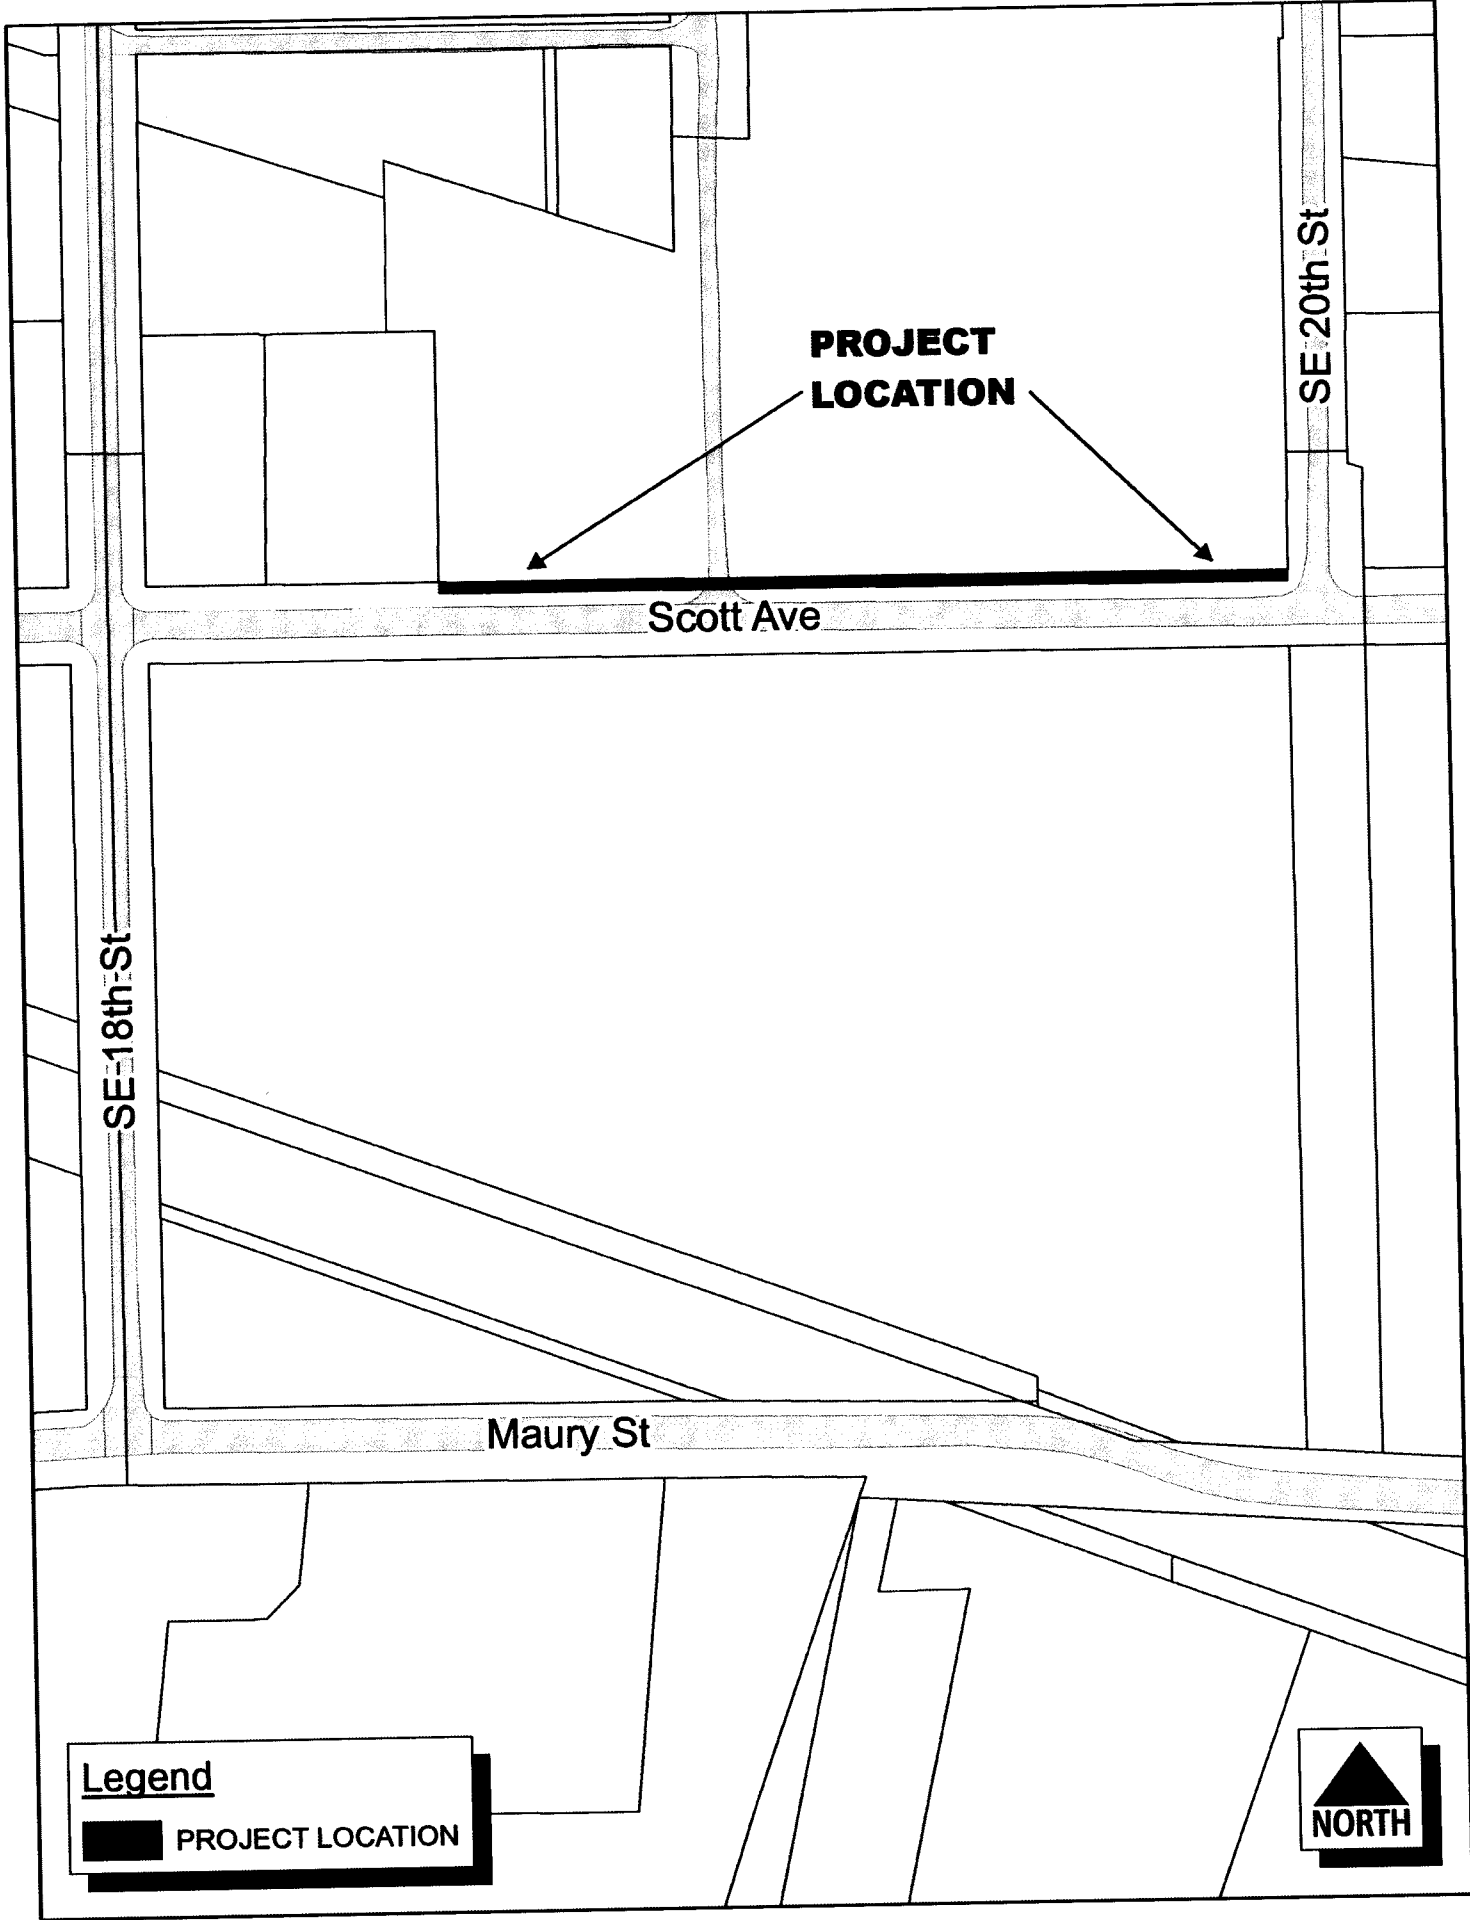 SE 20th St
PROJECT
LOCATION
Scott Ave
SE 18th St
Maury St
Legend
PROJECT LOCATION
NORTH